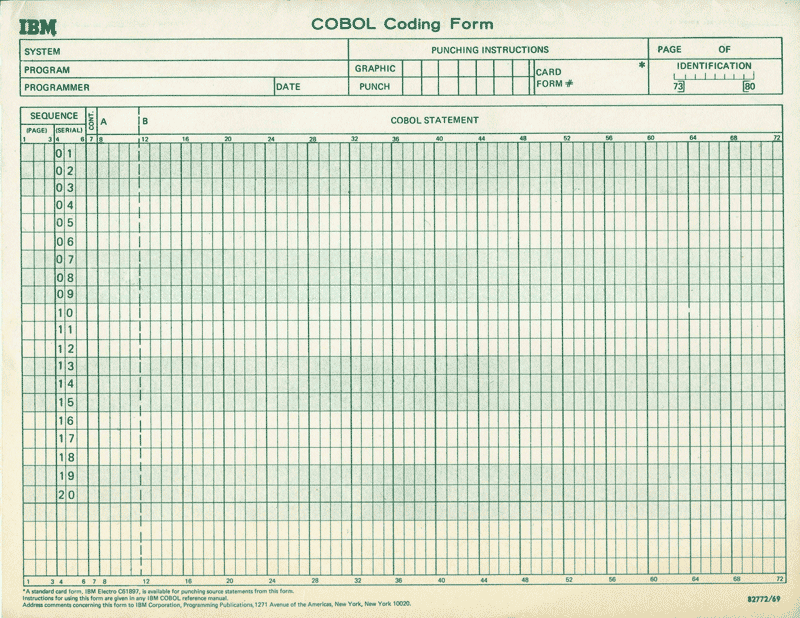 IBM
COBOL Coding Form
SYSTEM
PUNCHING INSTRUCTIONS
PAGE OF
PROGRAM
GRAPHIC
CARD
FORM #
*
IDENTIFICATION
PROGRAMMER
DATE
PUNCH
73 80
SEQUENCE
CONT.
A
B
COBOL STATEMENT
(PAGE) (SERIAL)
1 3 4 6 7 8 12 16 20 24 28 32 36 40 44 48 52 56 60 64 68 72
01
02
03
04
05
06
07
08
09
10
11
12
13
14
15
16
17
18
19
20
1 3 4 6 7 8 12 16 20 24 28 32 36 40 44 48 52 56 60 64 68 72
*A standard card form, IBM Electro C61897, is available for punching source statements from this form.
Instructions for using this form are given in any IBM COBOL reference manual.
Address comments concerning this form to IBM Corporation, Programming Publications, 1271 Avenue of the Americas, New York, New York 10020.
82772/69